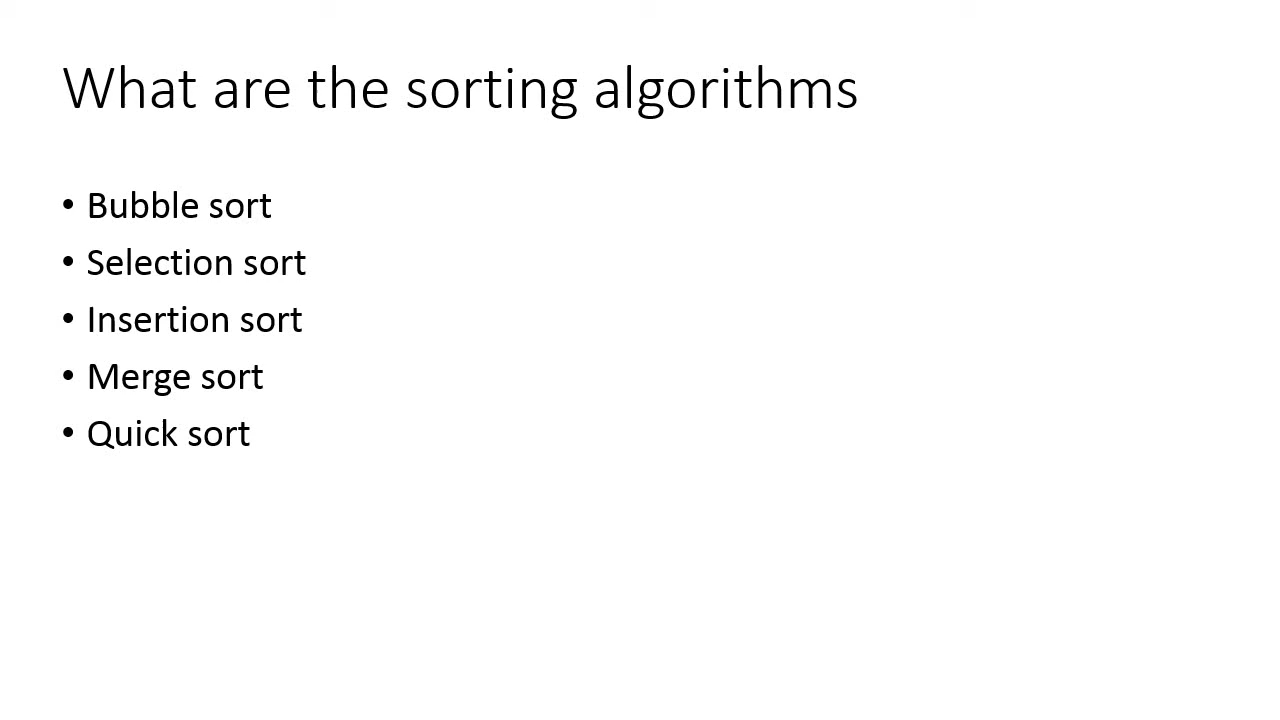 What are the sorting algorithms
• Bubble sort
• Selection sort
• Insertion sort
• Merge sort
• Quick sort